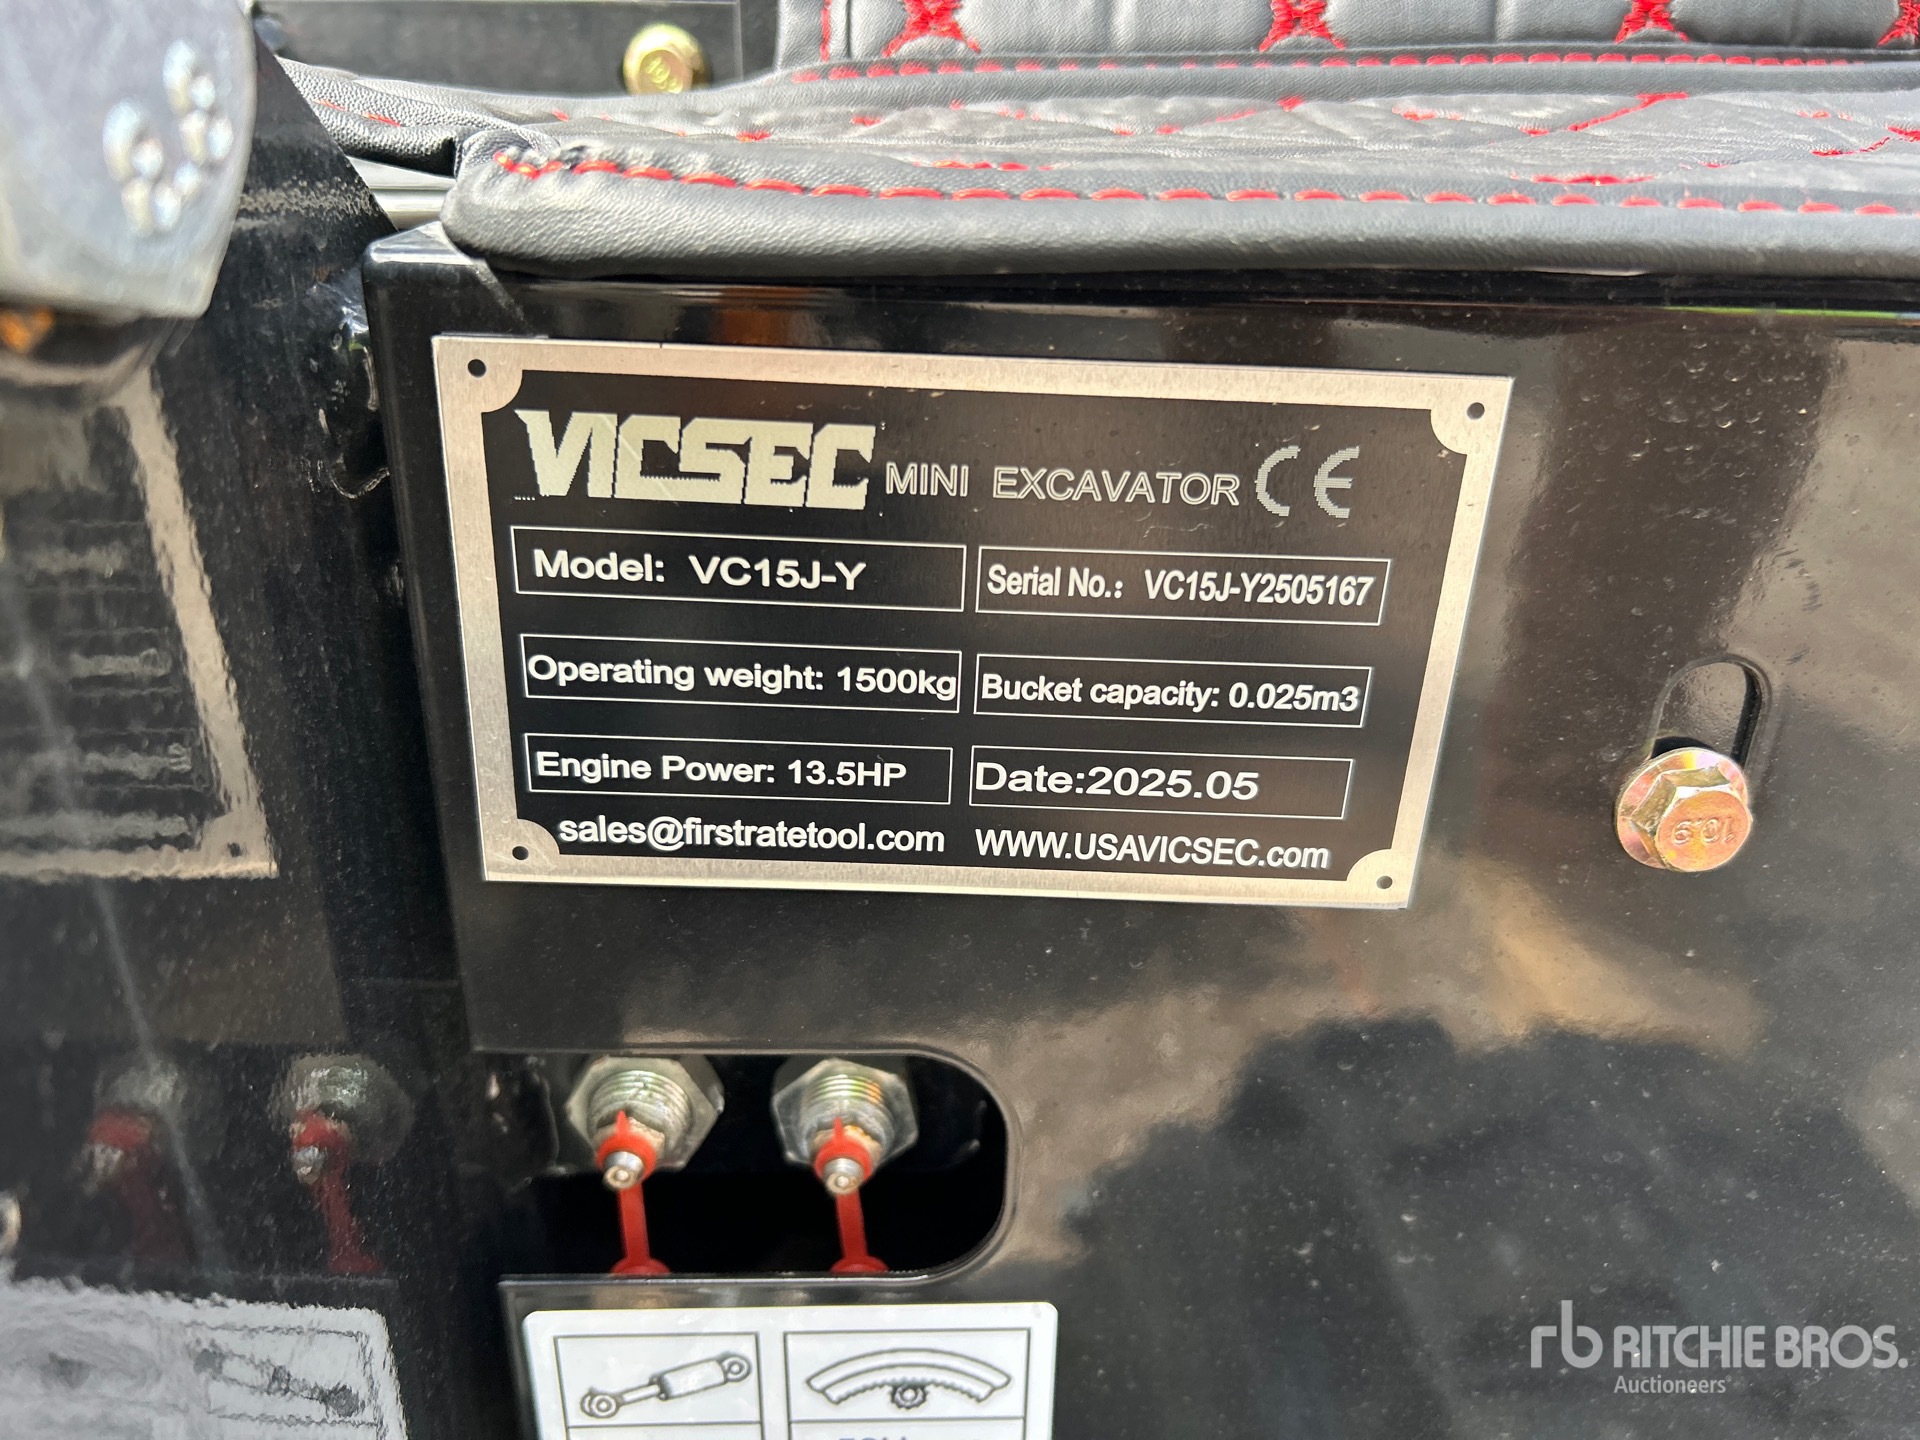 VICSEC MINI EXCAVATOR CE
Model: VC15J-Y
Serial No.: VC15J-Y2505167
Operating weight: 1500kg
Bucket capacity: 0.025m3
Engine Power: 13.5HP
Date:2025.05
sales@firstratetool.com
WWW.USAVICSEC.com
10.9
rb RITCHIE BROS.
Auctioneers